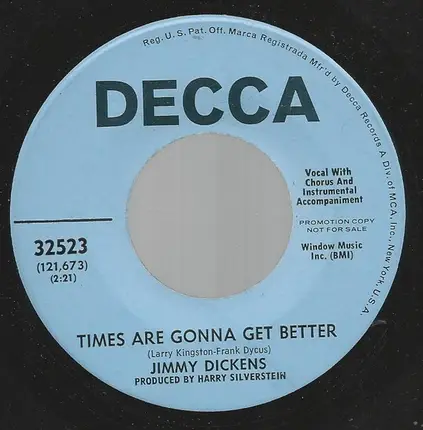 Reg. U.S. Pat. Off. Marca Registrada Mfr'd by Decca Records A Div. of MCA, Inc., New York, U.S.A.
DECCA
Vocal With
Chorus And
Instrumental
Accompaniment
PROMOTION COPY
NOT FOR SALE
Window Music
Inc. (BMI)
32523
(121,673)
(2:21)
TIMES ARE GONNA GET BETTER
(Larry Kingston-Frank Dycus)
JIMMY DICKENS
PRODUCED BY HARRY SILVERSTEIN